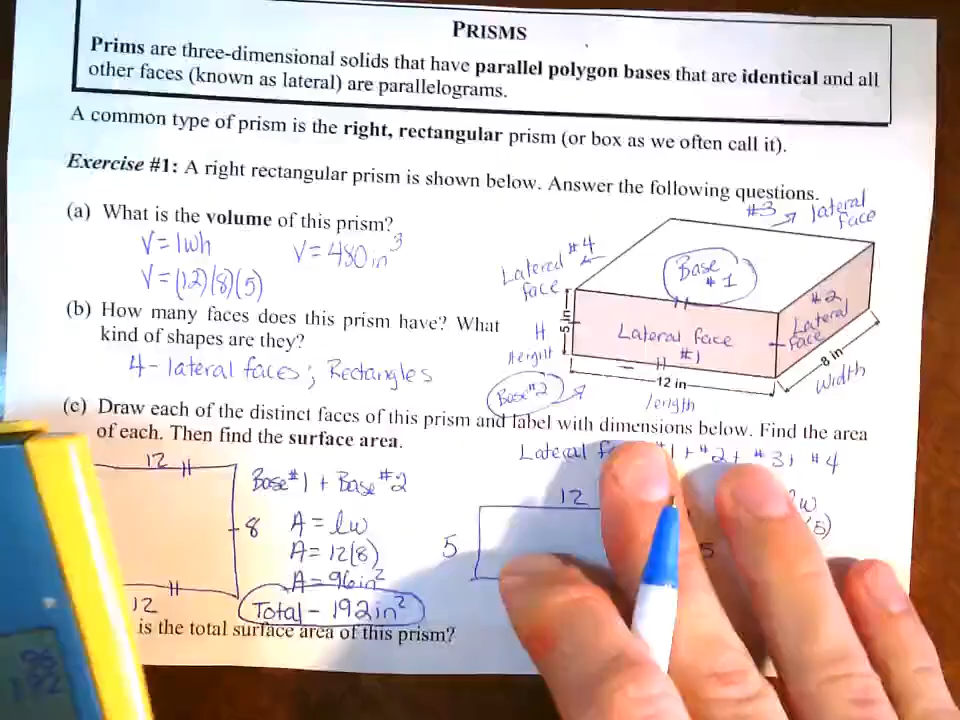 PRISMS
Prims are three-dimensional solids that have parallel polygon bases that are identical and all
other faces (known as lateral) are parallelograms.
A common type of prism is the right, rectangular prism (or box as we often call it).
Exercise #1: A right rectangular prism is shown below. Answer the following questions.
(a) What is the volume of this prism?
V = lwh
V = 480in³
V = (12)(8)(5)
(b) How many faces does this prism have? What
kind of shapes are they?
4 - lateral faces; Rectangles
#3 → lateral
face
Lateral #4
face
Base
#1
#2
Lateral
face
Lateral face
#1
H
Height
5 in
12 in
length
8 in
Width
Base #2
(c) Draw each of the distinct faces of this prism and label with dimensions below. Find the area
of each. Then find the surface area.
Lateral #2 + #3 + #4
12
8
12
Base #1 + Base #2
A = lw
A = 12(8)
A = 96in²
Total - 192in²
12
5
5
w
5)
is the total surface area of this prism?
96
192